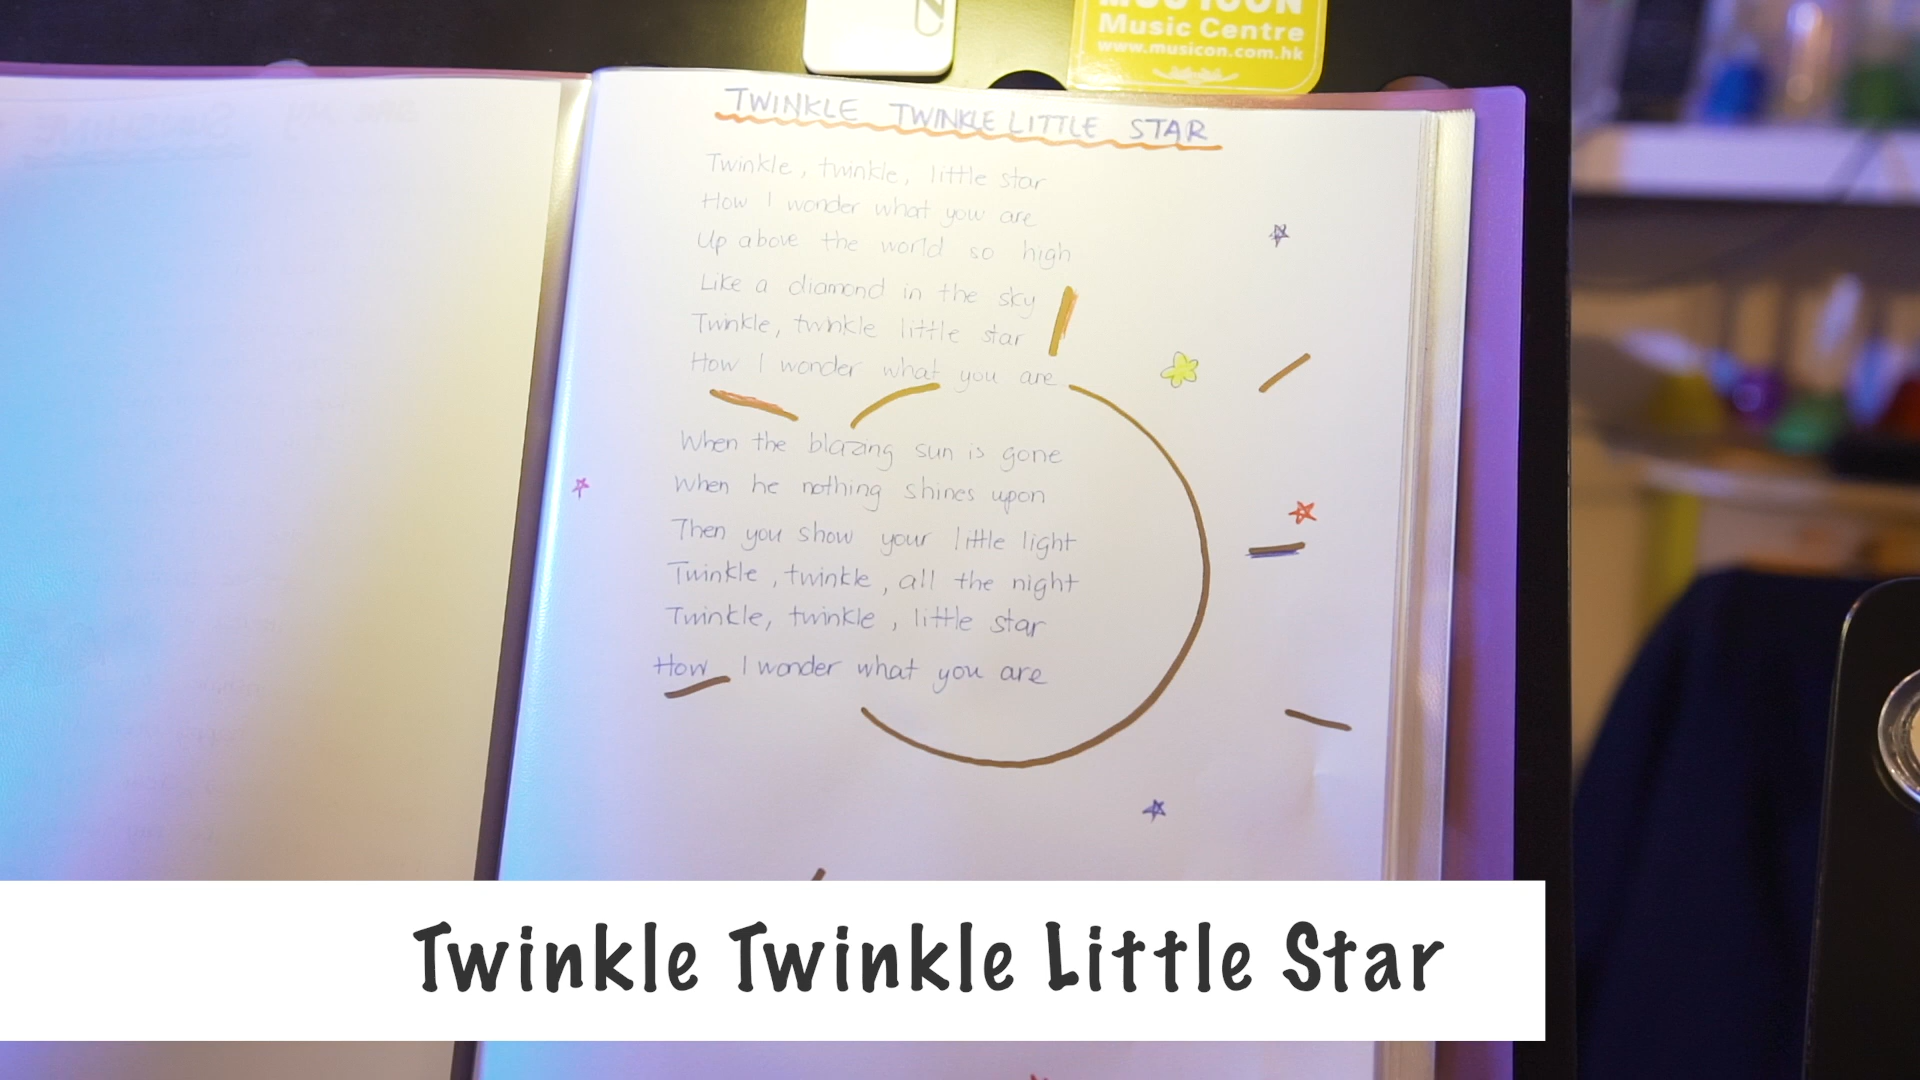 MUSICON
Music Centre
www.musicon.com.hk
TWINKLE TWINKLE LITTLE STAR
Twinkle, twinkle, little star
How I wonder what you are
Up above the world so high
Like a diamond in the sky
Twinkle, twinkle little star
How I wonder what you are
When the blazing sun is gone
When he nothing shines upon
Then you show your little light
Twinkle, twinkle, all the night
Twinkle, twinkle, little star
How I wonder what you are
Twinkle Twinkle Little Star